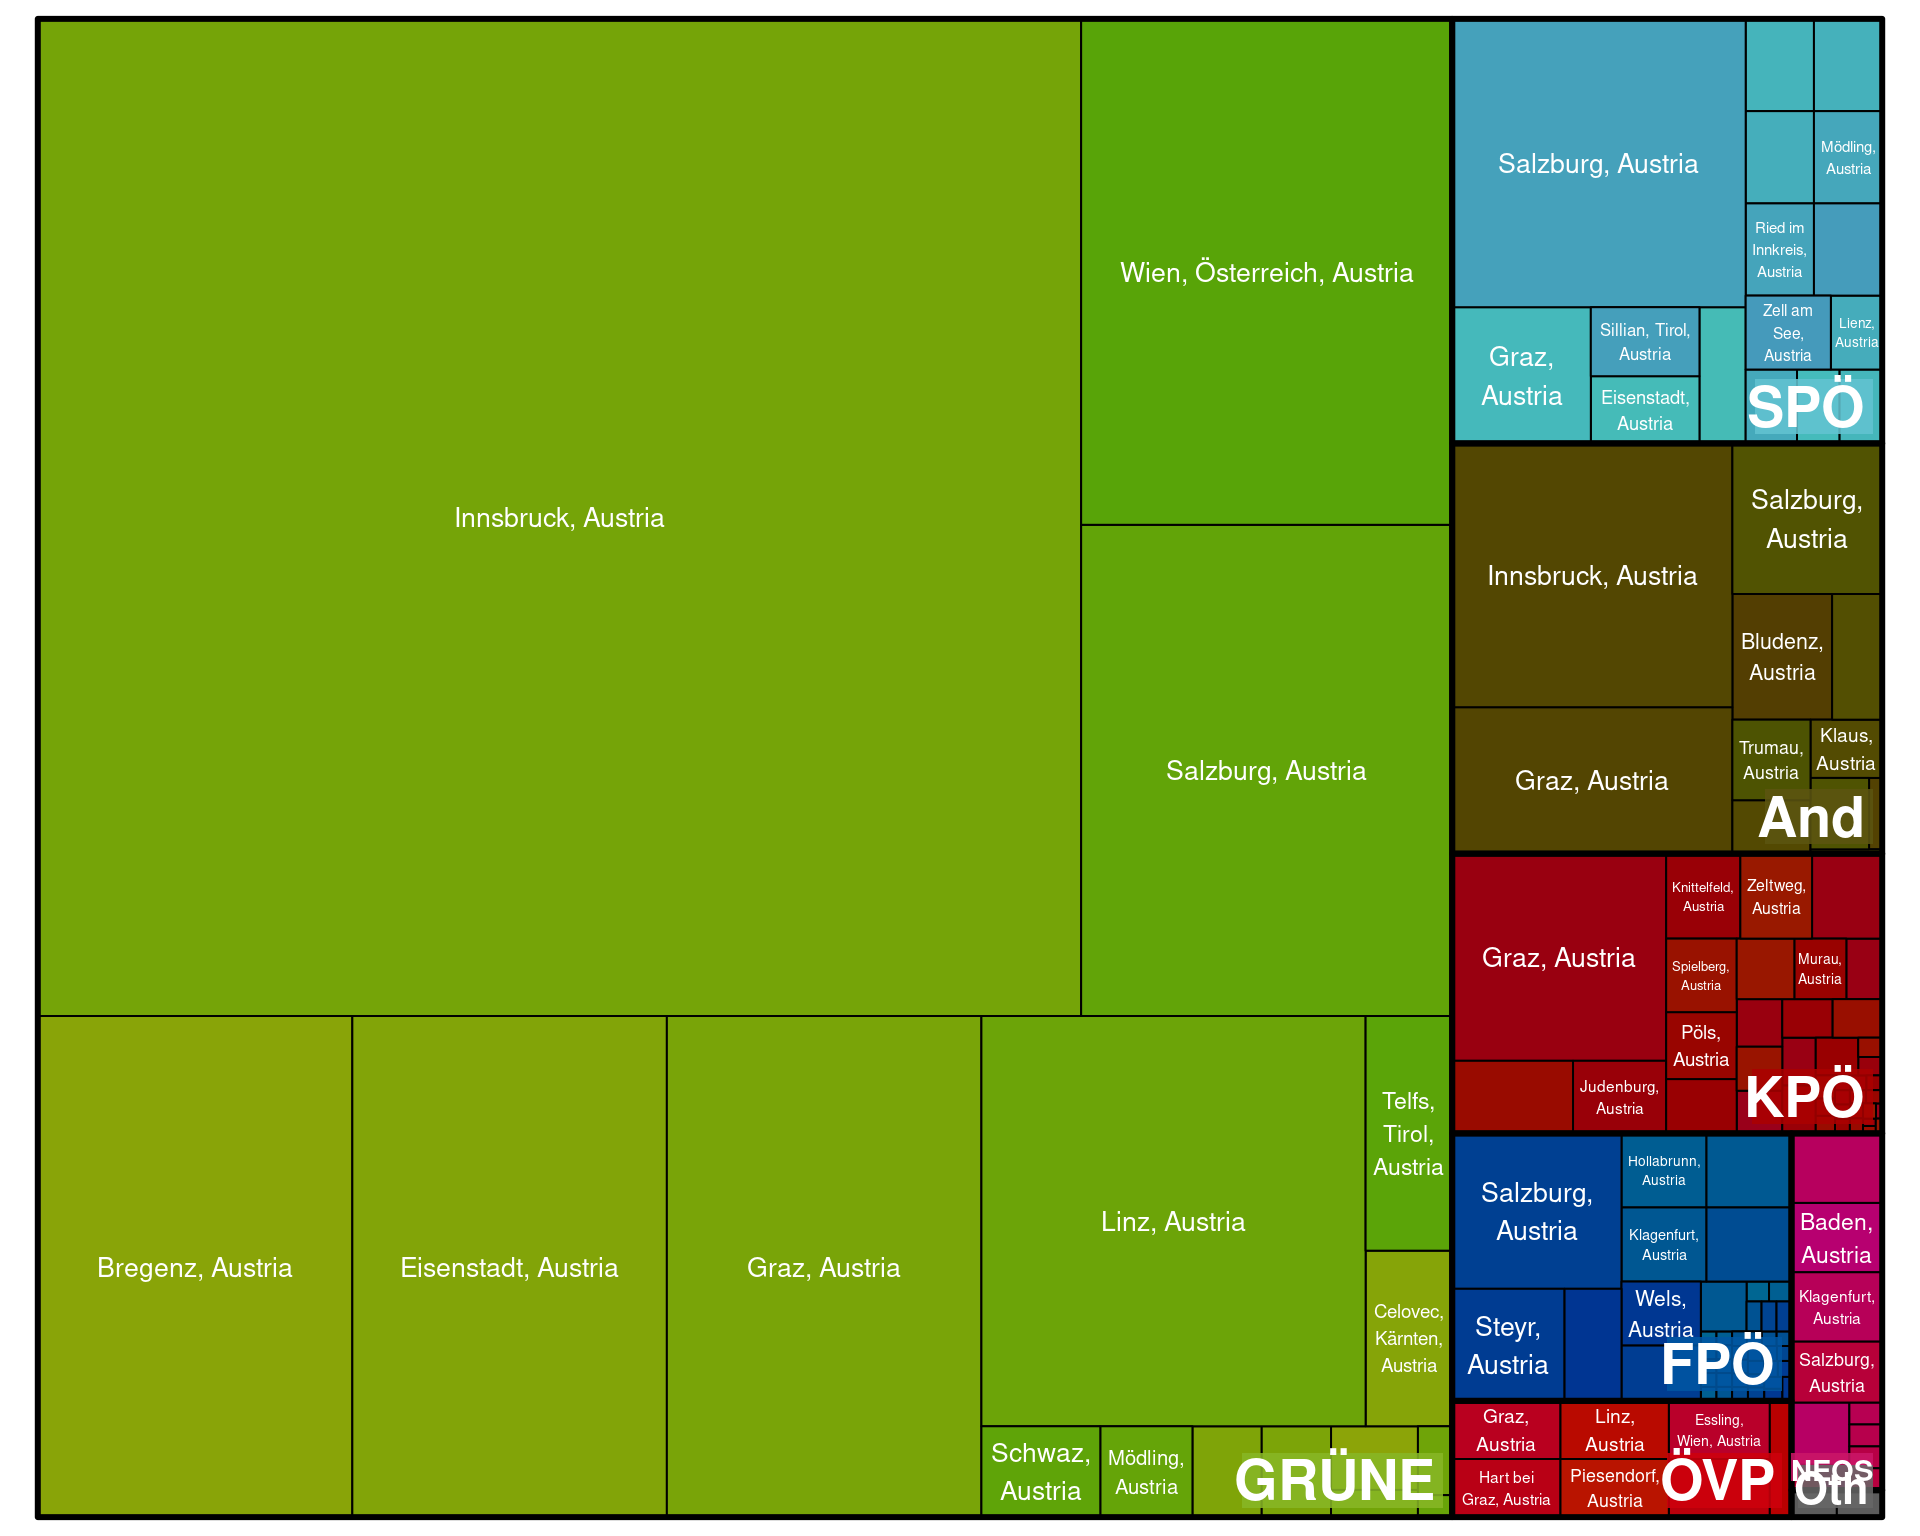 Innsbruck, Austria
Wien, Österreich, Austria
Salzburg, Austria
Bregenz, Austria
Eisenstadt, Austria
Graz, Austria
Linz, Austria
Telfs,
Tirol,
Austria
Celovec,
Kärnten,
Austria
Schwaz,
Austria
Mödling,
Austria
GRÜNE
Salzburg, Austria
Mödling,
Austria
Ried im
Innkreis,
Austria
Zell am
See,
Austria
Lienz,
Austria
Graz,
Austria
Sillian, Tirol,
Austria
Eisenstadt,
Austria
SPÖ
Innsbruck, Austria
Salzburg,
Austria
Bludenz,
Austria
Graz, Austria
Trumau,
Austria
Klaus,
Austria
And
Graz, Austria
Knittelfeld,
Austria
Zeltweg,
Austria
Spielberg,
Austria
Murau,
Austria
Pöls,
Austria
Judenburg,
Austria
KPÖ
Salzburg,
Austria
Hollabrunn,
Austria
Klagenfurt,
Austria
Steyr,
Austria
Wels,
Austria
FPÖ
Baden,
Austria
Klagenfurt,
Austria
Salzburg,
Austria
NEOS
Graz,
Austria
Linz,
Austria
Essling,
Wien, Austria
Hart bei
Graz, Austria
Piesendorf,
Austria
ÖVP
Oth